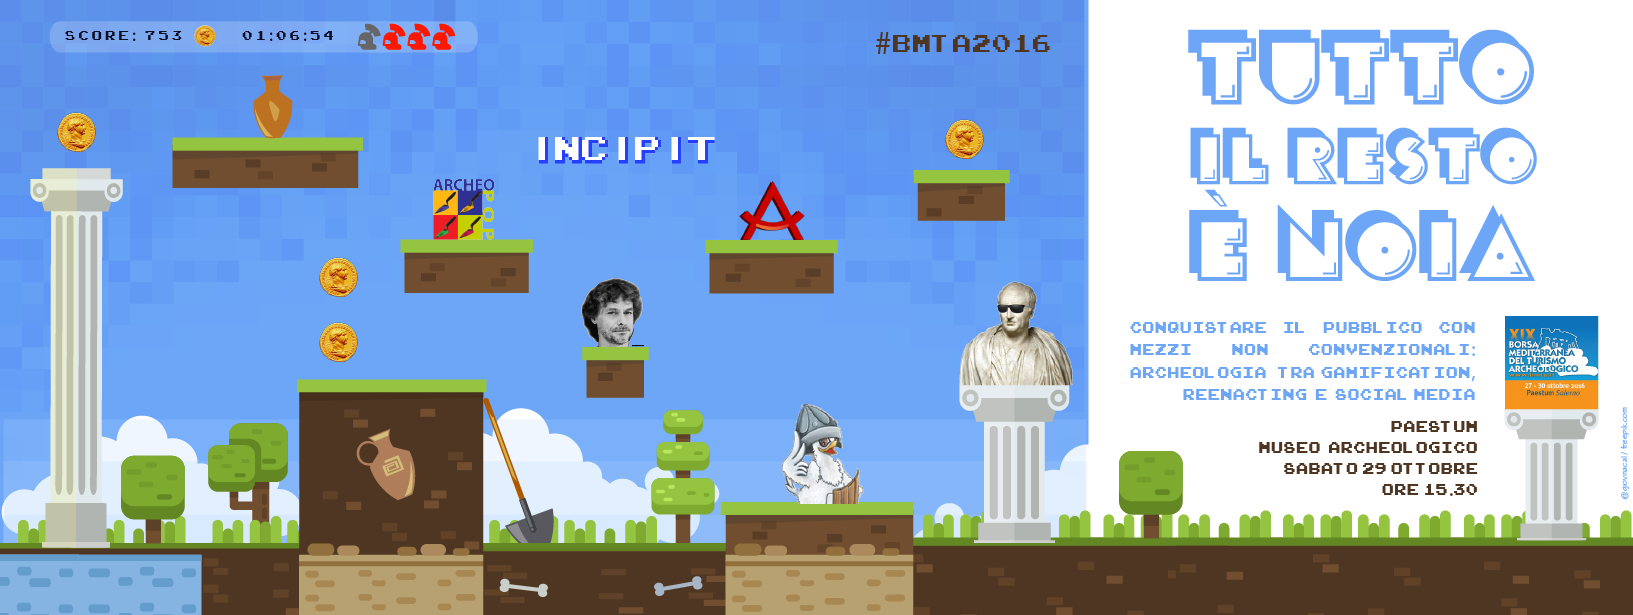 SCORE: 753
01:06:54
#BMTA2016
INCIPIT
ARCHEO
POP
TUTTO
IL RESTO
È NOIA
CONQUISTARE IL PUBBLICO CON
MEZZI NON CONVENZIONALI:
ARCHEOLOGIA TRA GAMIFICATION,
REENACTING E SOCIAL MEDIA
XIX
BORSA
MEDITERRANEA
DEL TURISMO
ARCHEOLOGICO
27 - 30 ottobre 2016
Paestum Salerno
PAESTUM
MUSEO ARCHEOLOGICO
SABATO 29 OTTOBRE
ORE 15.30